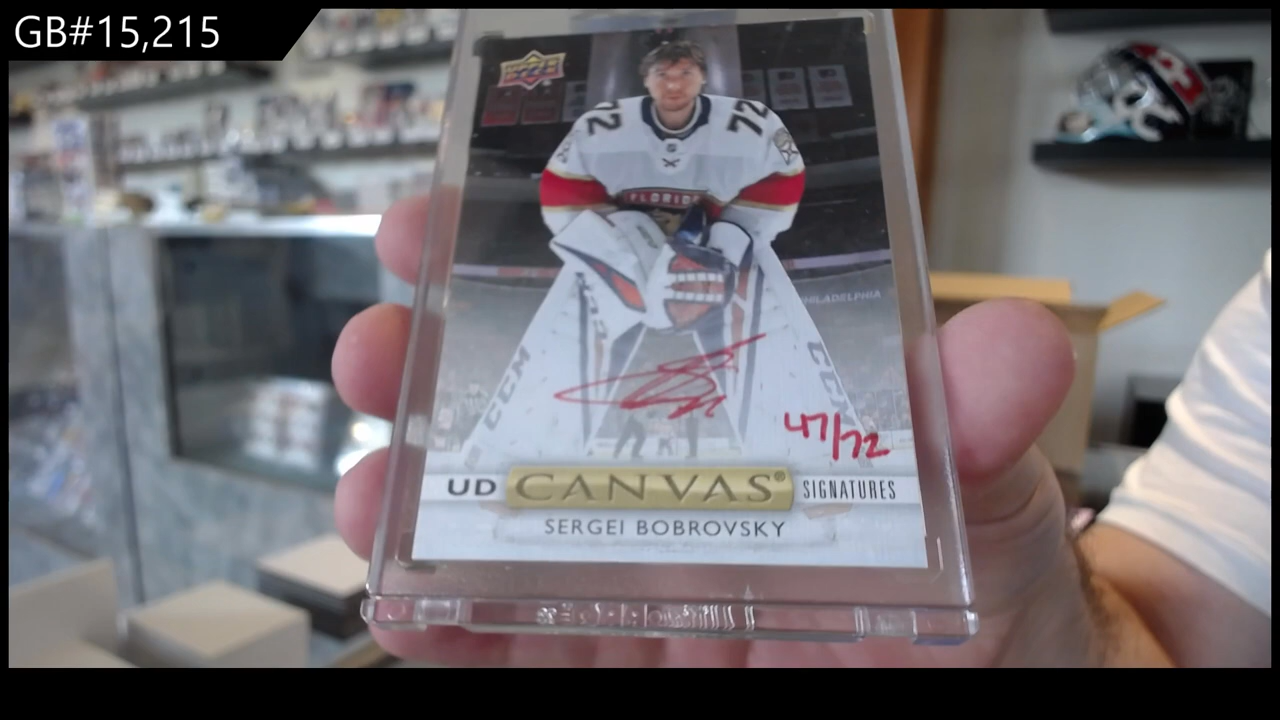 GB#15,215
UPPER DECK
72 72
FLORIDA
PHILADELPHIA
CCM
CCM
47/72
UD CANVAS® SIGNATURES
SERGEI BOBROVSKY